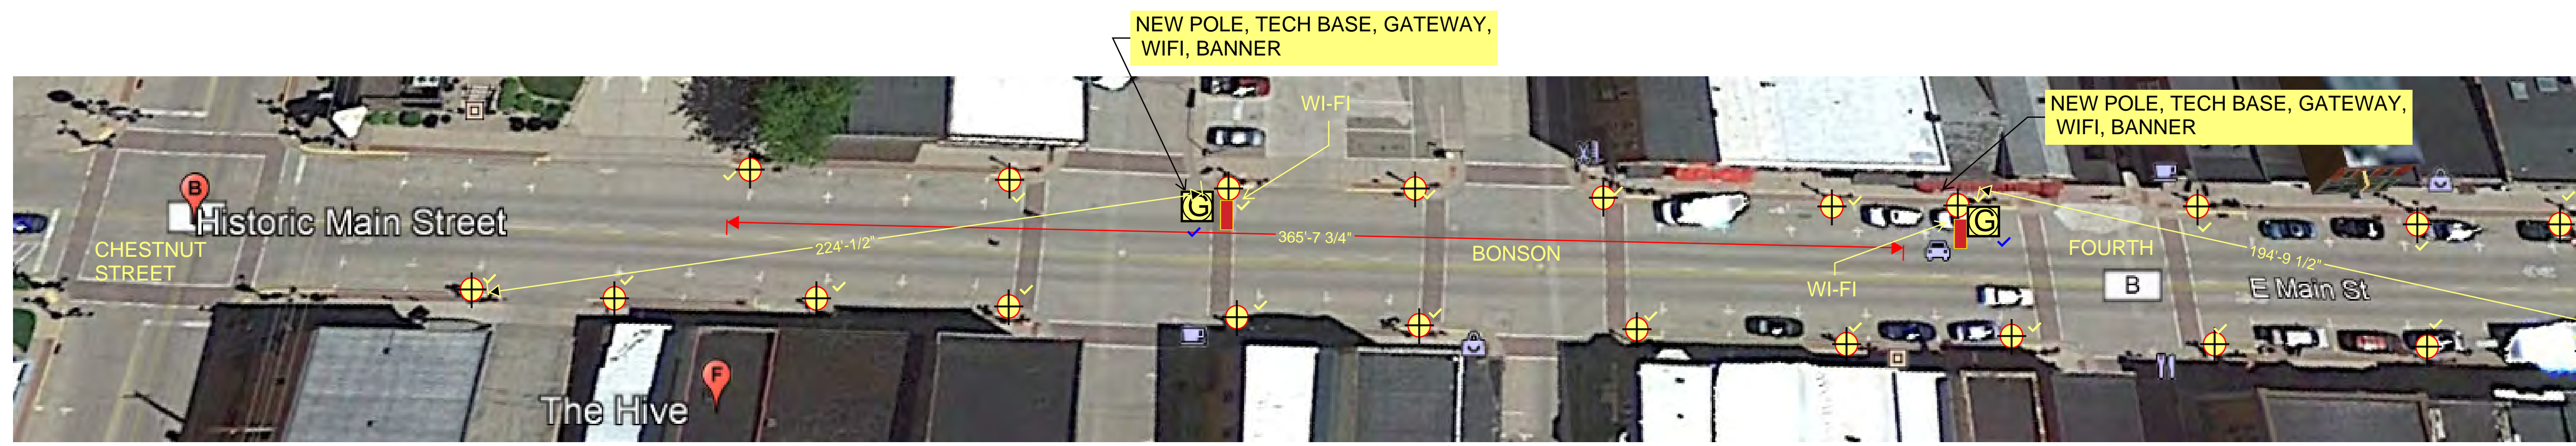 NEW POLE, TECH BASE, GATEWAY,
WIFI, BANNER
WI-FI
NEW POLE, TECH BASE, GATEWAY,
WIFI, BANNER
B
Historic Main Street
G
G
CHESTNUT
STREET
224'-1/2"
365'-7 3/4"
BONSON
FOURTH
194'-9 1/2"
WI-FI
B
E Main St
F
The Hive